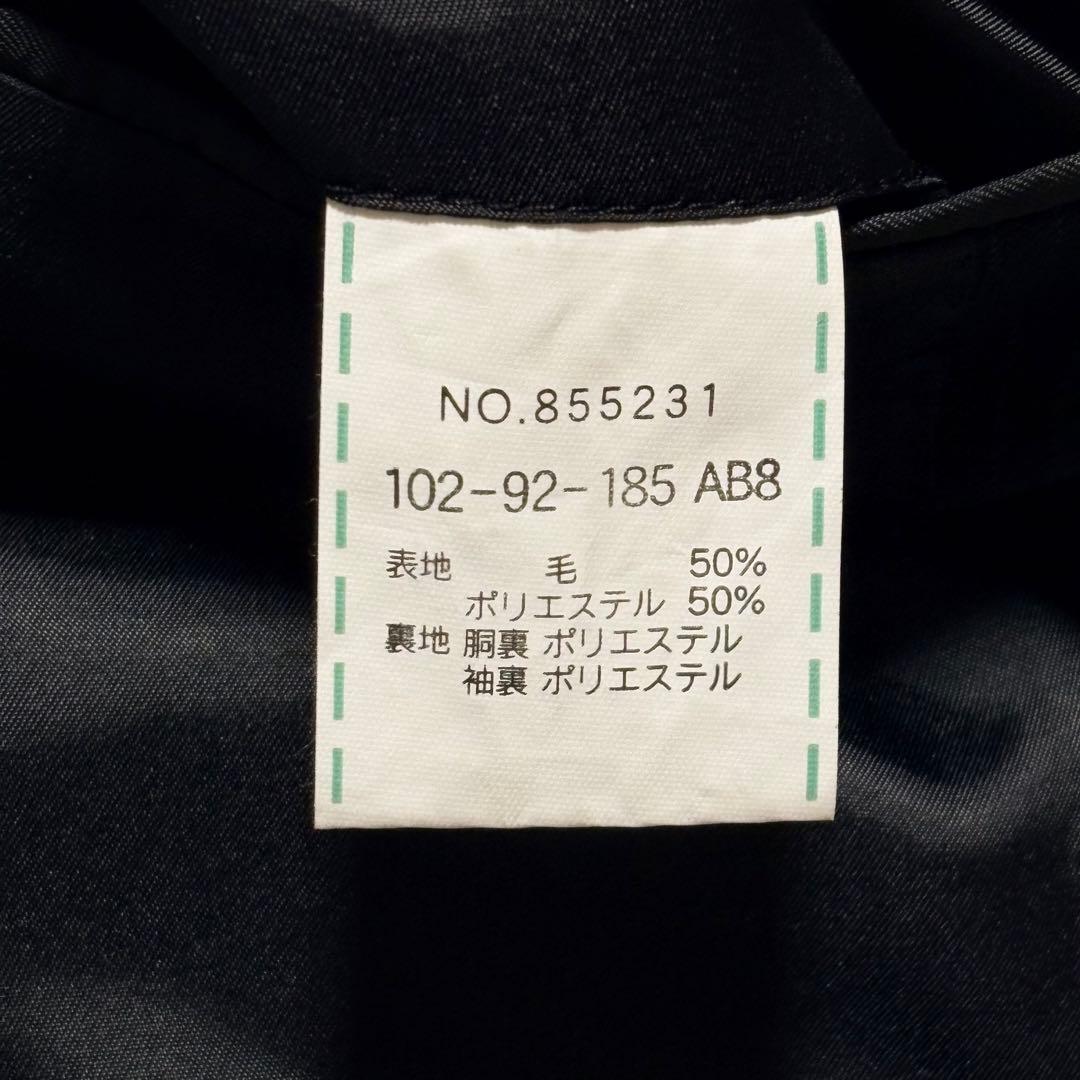 NO.855231
102-92-185 AB8
表地 毛 50%
ポリエステル 50%
裏地 胴裏 ポリエステル
袖裏 ポリエステル